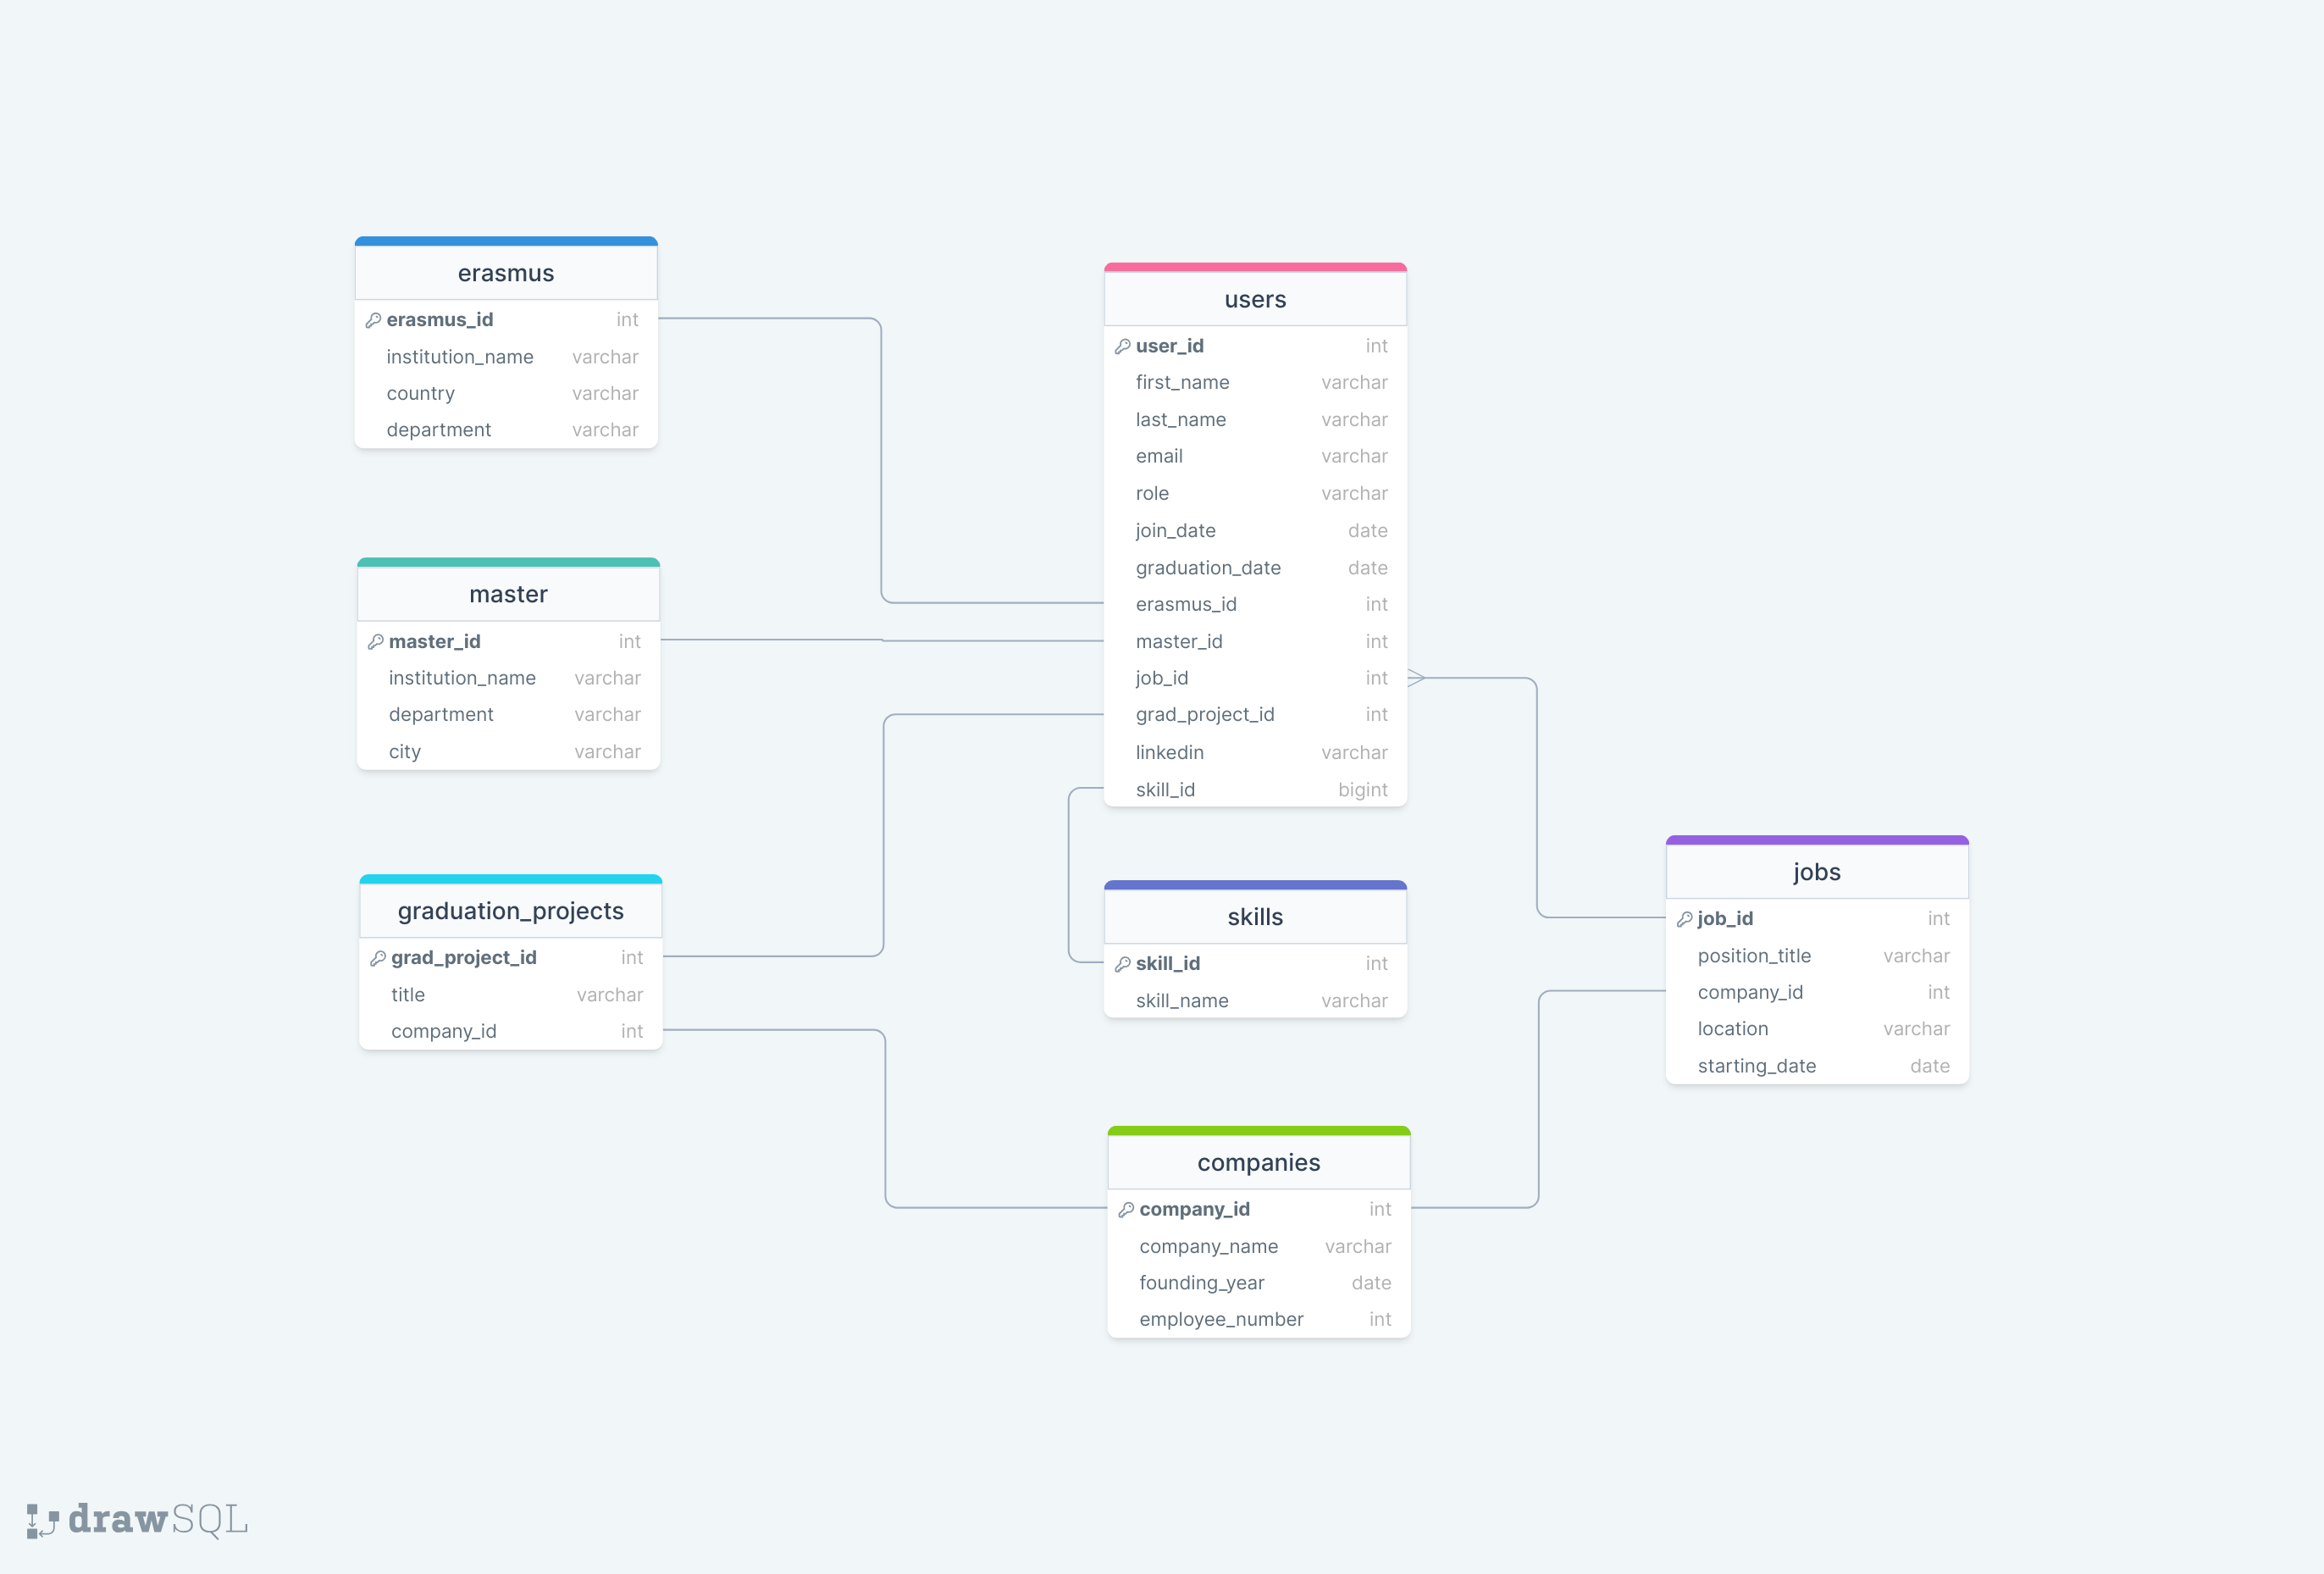 erasmus
erasmus_id int
institution_name varchar
country varchar
department varchar
master
master_id int
institution_name varchar
department varchar
city varchar
graduation_projects
grad_project_id int
title varchar
company_id int
users
user_id int
first_name varchar
last_name varchar
email varchar
role varchar
join_date date
graduation_date date
erasmus_id int
master_id int
job_id int
grad_project_id int
linkedin varchar
skill_id bigint
skills
skill_id int
skill_name varchar
companies
company_id int
company_name varchar
founding_year date
employee_number int
jobs
job_id int
position_title varchar
company_id int
location varchar
starting_date date
drawSQL